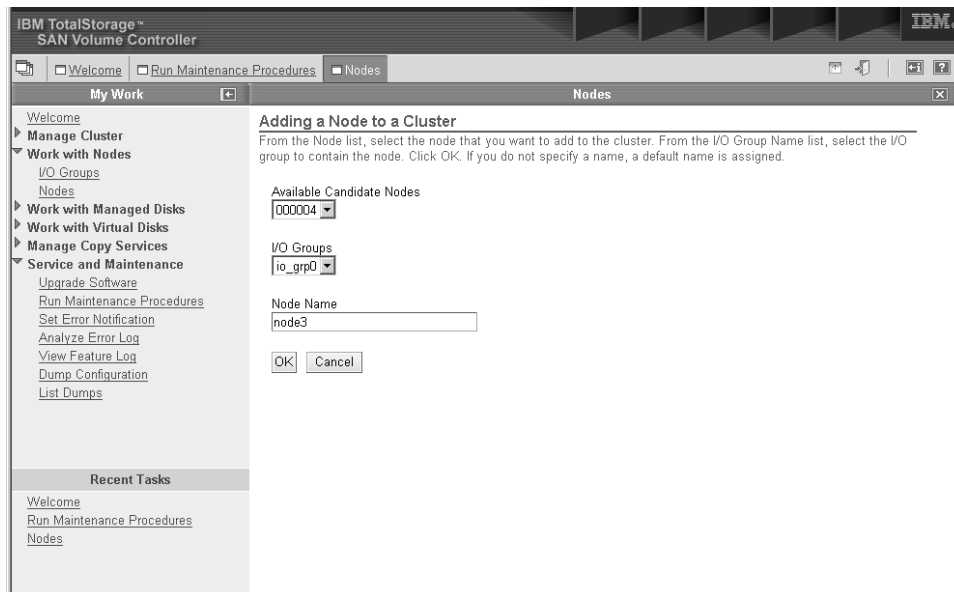 IBM TotalStorage™
SAN Volume Controller
IBM
Welcome
Run Maintenance Procedures
Nodes
?
My Work
Nodes
Welcome
Manage Cluster
Work with Nodes
I/O Groups
Nodes
Work with Managed Disks
Work with Virtual Disks
Manage Copy Services
Service and Maintenance
Upgrade Software
Run Maintenance Procedures
Set Error Notification
Analyze Error Log
View Feature Log
Dump Configuration
List Dumps
Recent Tasks
Welcome
Run Maintenance Procedures
Nodes
Adding a Node to a Cluster
From the Node list, select the node that you want to add to the cluster. From the I/O Group Name list, select the I/O
group to contain the node. Click OK. If you do not specify a name, a default name is assigned.
Available Candidate Nodes
000004
I/O Groups
io_grp0
Node Name
node3
OK Cancel